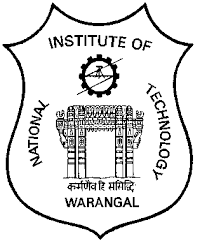 NATIONAL
INSTITUTE OF
TECHNOLOGY
कर्मणैव हि
WARANGAL